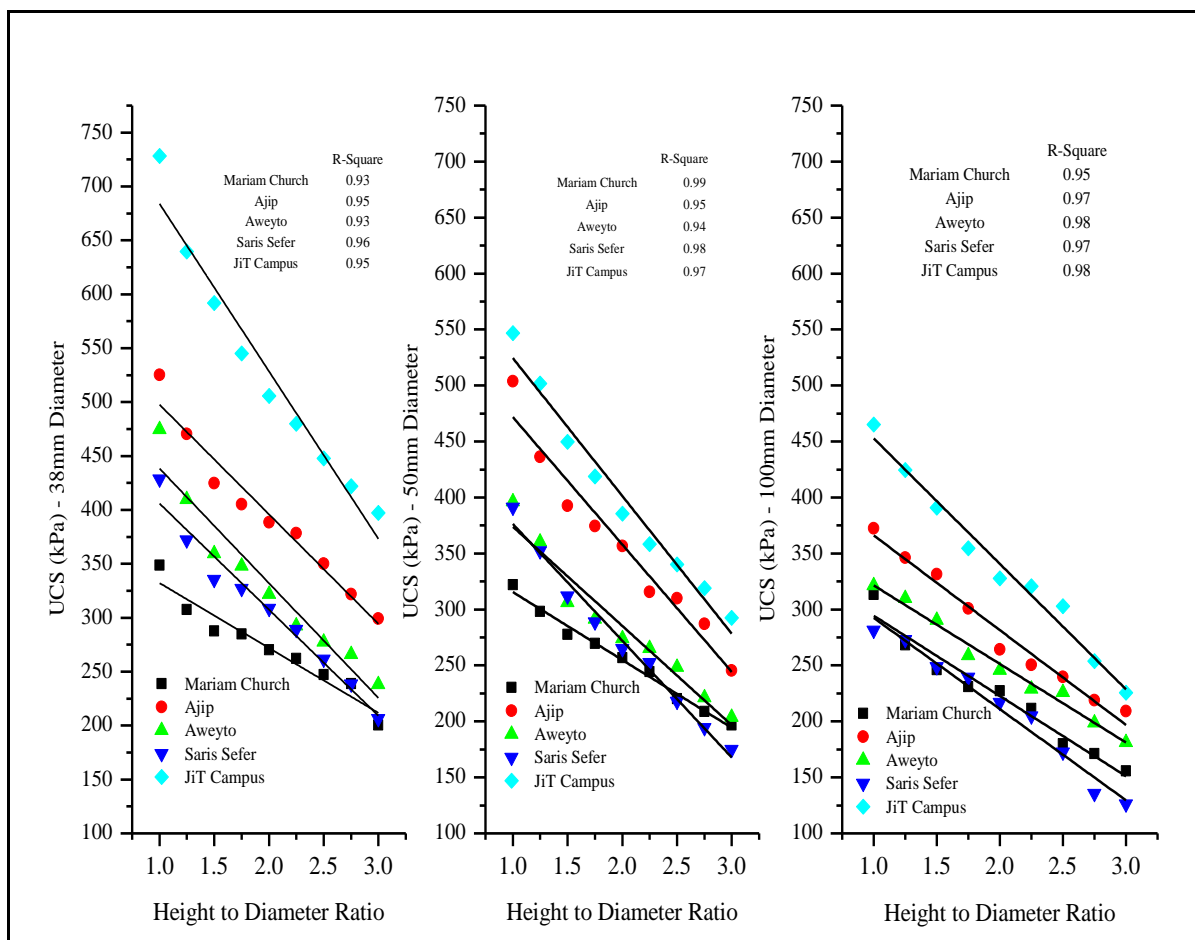 UCS (kPa) - 38mm Diameter
750
700
650
600
550
500
450
400
350
300
250
200
150
100
R-Square
Mariam Church 0.93
Ajip 0.95
Aweyto 0.93
Saris Sefer 0.96
JiT Campus 0.95
Mariam Church
Ajip
Aweyto
Saris Sefer
JiT Campus
1.0 1.5 2.0 2.5 3.0
Height to Diameter Ratio
UCS (kPa) - 50mm Diameter
750
700
650
600
550
500
450
400
350
300
250
200
150
100
R-Square
Mariam Church 0.99
Ajip 0.95
Aweyto 0.94
Saris Sefer 0.98
JiT Campus 0.97
Mariam Church
Ajip
Aweyto
Saris Sefer
JiT Campus
1.0 1.5 2.0 2.5 3.0
Height to Diameter Ratio
UCS (kPa) - 100mm Diameter
750
700
650
600
550
500
450
400
350
300
250
200
150
100
R-Square
Mariam Church 0.95
Ajip 0.97
Aweyto 0.98
Saris Sefer 0.97
JiT Campus 0.98
Mariam Church
Ajip
Aweyto
Saris Sefer
JiT Campus
1.0 1.5 2.0 2.5 3.0
Height to Diameter Ratio